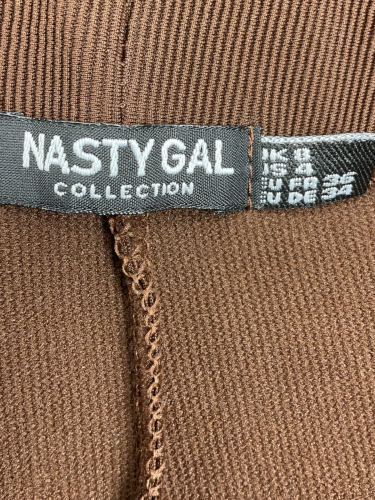 NASTY GAL
COLLECTION
UK 8
US 4
EU FR 36
EU DE 34